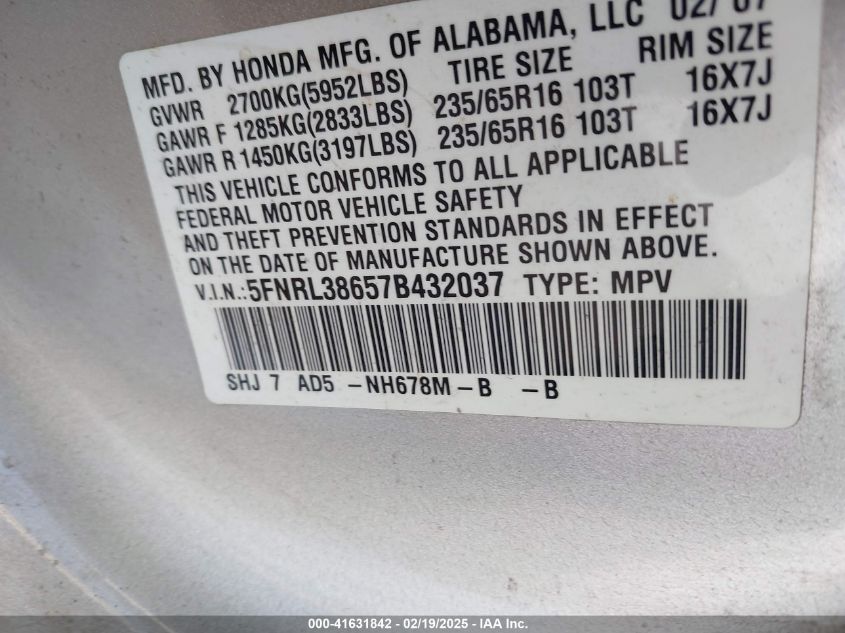 MFD. BY HONDA MFG. OF ALABAMA, LLC 02/07
GVWR 2700KG(5952LBS) TIRE SIZE RIM SIZE
GAWR F 1285KG(2833LBS) 235/65R16 103T 16X7J
GAWR R 1450KG(3197LBS) 235/65R16 103T 16X7J
THIS VEHICLE CONFORMS TO ALL APPLICABLE
FEDERAL MOTOR VEHICLE SAFETY
AND THEFT PREVENTION STANDARDS IN EFFECT
ON THE DATE OF MANUFACTURE SHOWN ABOVE.
V.I.N.:5FNRL38657B432037 TYPE: MPV
SHJ 7 AD5 -NH678M-B -B
000-41631842 - 02/19/2025 - IAA Inc.